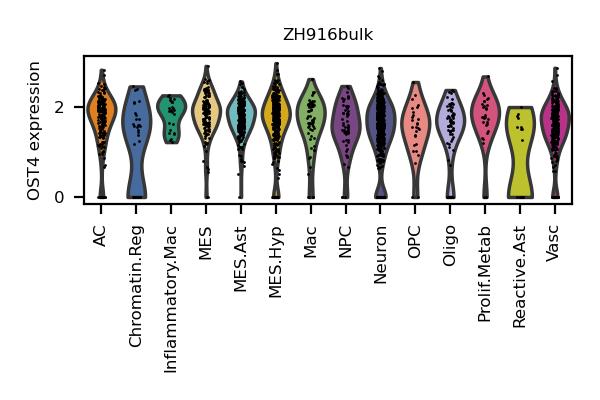 ZH916bulk
OST4 expression
2
0
AC
Chromatin.Reg
Inflammatory.Mac
MES
MES.Ast
MES.Hyp
Mac
NPC
Neuron
OPC
Oligo
Prolif.Metab
Reactive.Ast
Vasc